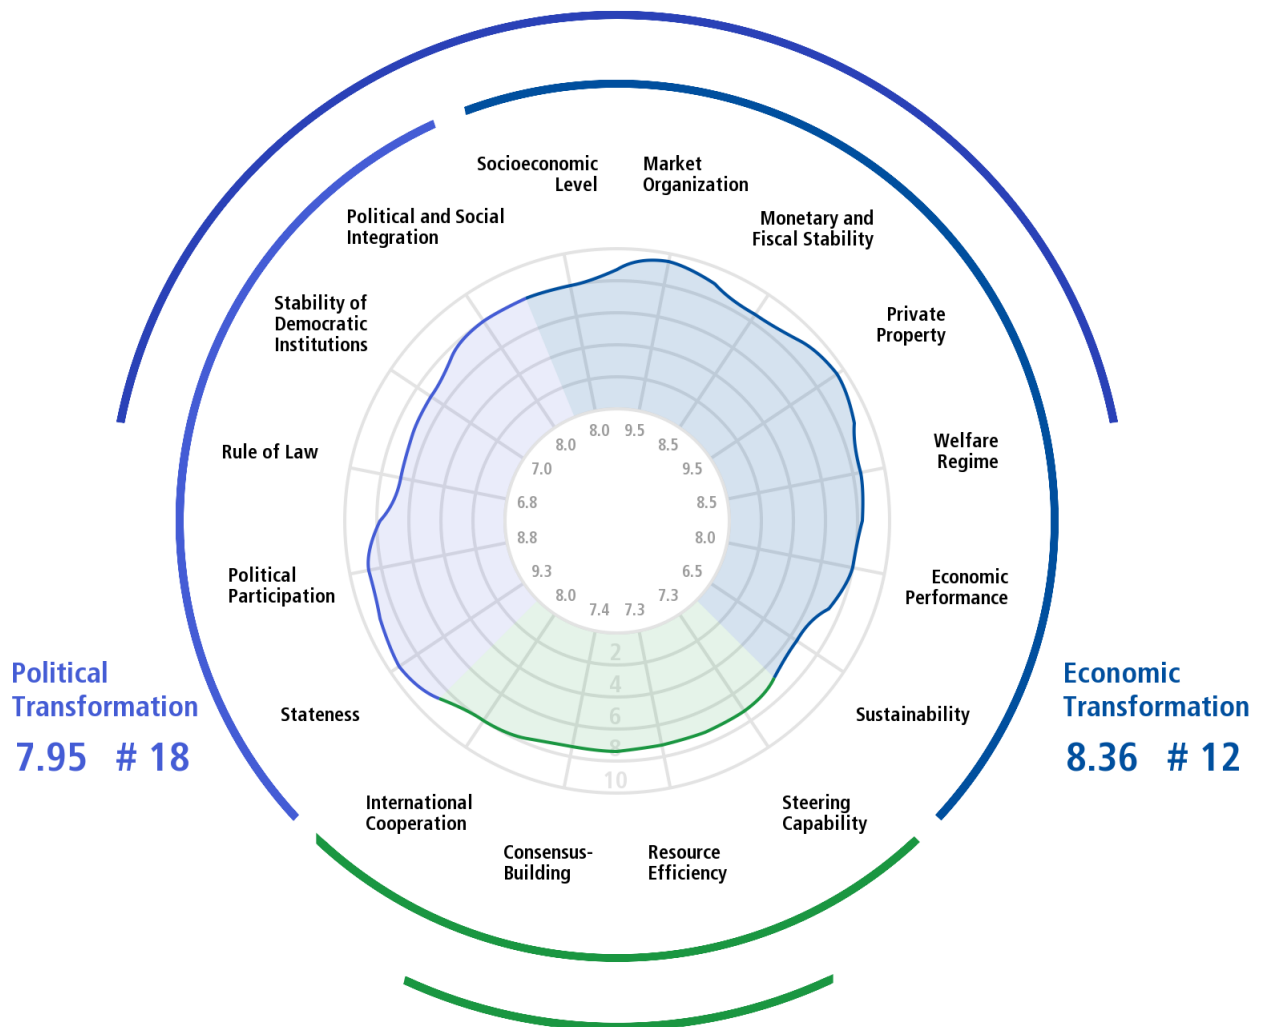 Socioeconomic
Level
Market
Organization
Political and Social
Integration
Monetary and
Fiscal Stability
Stability of
Democratic
Institutions
Private
Property
Rule of Law
Welfare
Regime
Political
Participation
Economic
Performance
Stateness
Sustainability
International
Cooperation
Consensus-
Building
Resource
Efficiency
Steering
Capability
8.0
9.5
8.0
8.5
7.0
9.5
6.8
8.5
8.8
8.0
9.3
6.5
8.0
7.4
7.3
7.3
2
4
6
8
10
Political
Transformation
7.95 # 18
Economic
Transformation
8.36 # 12